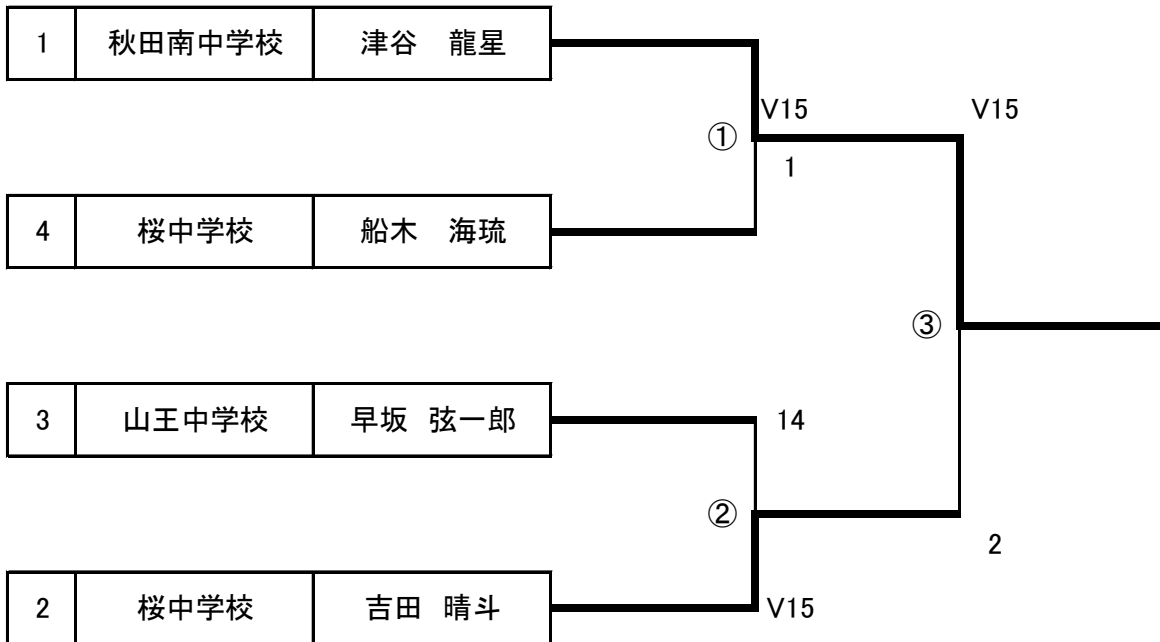 1 秋田南中学校 津谷 龍星
V15 V15
①
1
4 桜中学校 船木 海琉
③
3 山王中学校 早坂 弦一郎 14
②
2
2 桜中学校 吉田 晴斗 V15